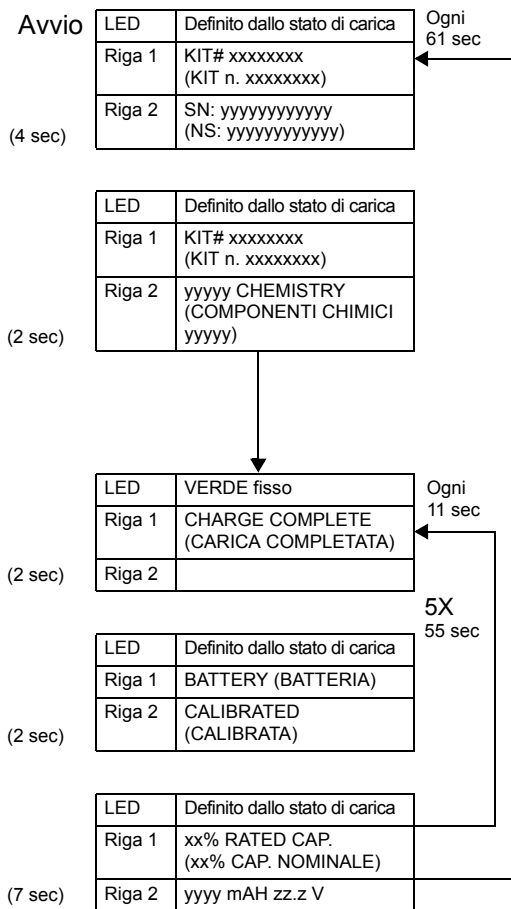 Avvio
LED Definito dallo stato di carica
Ogni
61 sec
Riga 1 KIT# xxxxxxxx
(KIT n. xxxxxxxx)
Riga 2 SN: yyyyyyyyyyyy
(NS: yyyyyyyyyyyy)
(4 sec)
LED Definito dallo stato di carica
Riga 1 KIT# xxxxxxxx
(KIT n. xxxxxxxx)
Riga 2 yyyyy CHEMISTRY
(COMPONENTI CHIMICI
yyyyy)
(2 sec)
LED VERDE fisso
Ogni
11 sec
Riga 1 CHARGE COMPLETE
(CARICA COMPLETATA)
(2 sec) Riga 2
5X
55 sec
LED Definito dallo stato di carica
Riga 1 BATTERY (BATTERIA)
Riga 2 CALIBRATED
(CALIBRATA)
(2 sec)
LED Definito dallo stato di carica
Riga 1 xx% RATED CAP.
(xx% CAP. NOMINALE)
(7 sec) Riga 2 yyyy mAH zz.z V